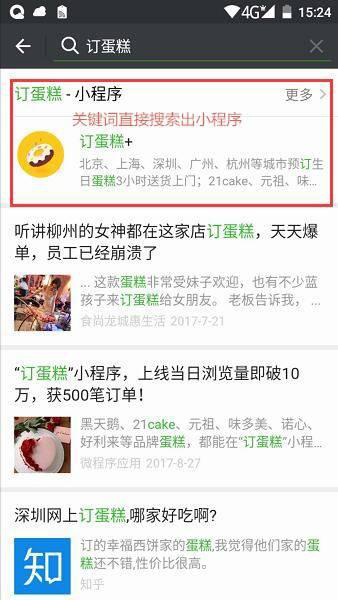 4G 15:24
订蛋糕
订蛋糕 - 小程序 更多
关键词直接搜索出小程序
订蛋糕+
北京、上海、深圳、广州、杭州等城市预订生
日蛋糕3小时送货上门；21cake、元祖、味...
听讲柳州的女神都在这家店订蛋糕，天天爆
单，员工已经崩溃了
... 这款蛋糕非常受妹子欢迎，也有不少蓝
孩子来订蛋糕给女朋友。 老板告诉我， ...
食尚龙城惠生活 2017-7-21
“订蛋糕”小程序，上线当日浏览量即破10
万，获500笔订单！
黑天鹅、21cake、元祖、味多美、诺心、
好利来等品牌蛋糕，都能在“订蛋糕”小程...
微程序应用 2017-8-27
深圳网上订蛋糕,哪家好吃啊?
知
订的幸福西饼家的蛋糕,我觉得他们家的蛋
糕还不错,性价比很高。
知乎